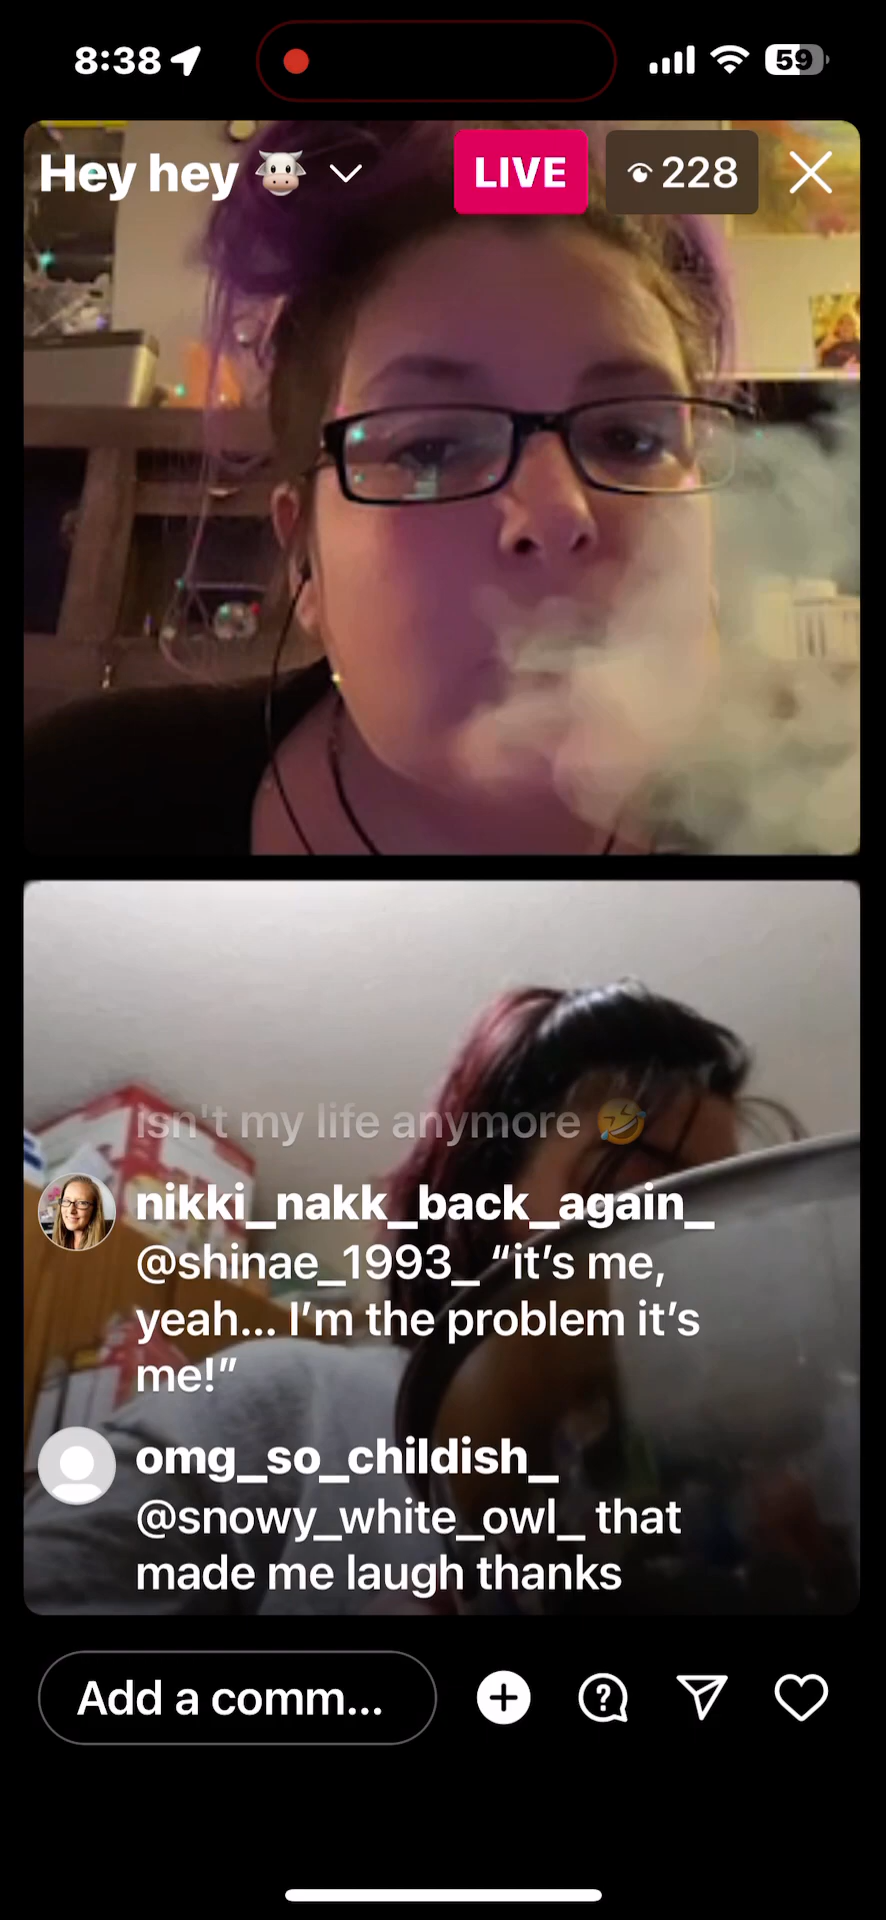 8:38
59
Hey hey 🐮
LIVE
228
isn't my life anymore 🤣
nikki_nakk_back_again_
@shinae_1993_ “it’s me,
yeah... I’m the problem it’s
me!”
omg_so_childish_
@snowy_white_owl_ that
made me laugh thanks
Add a comm...